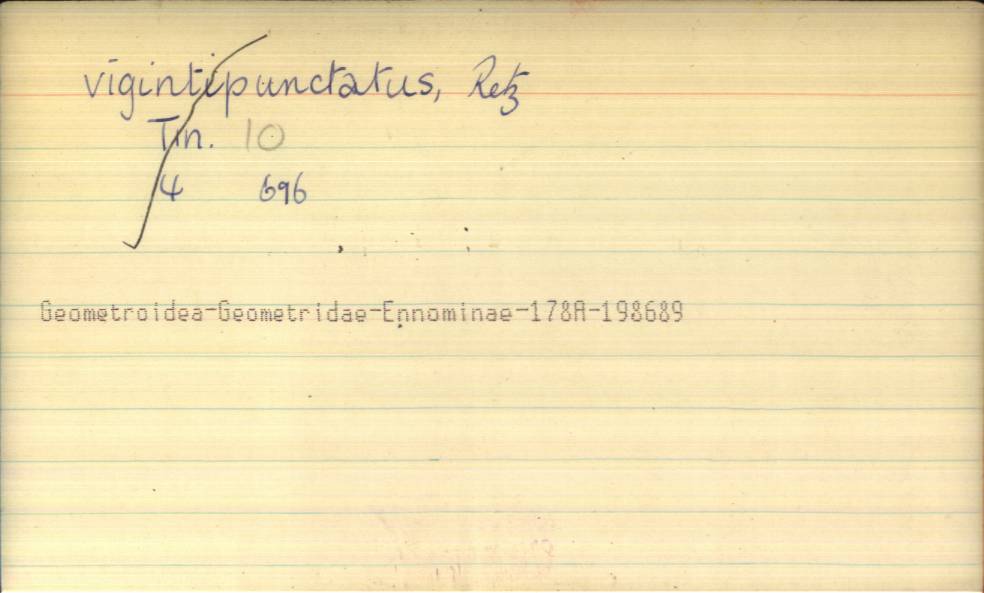 vigintipunctatus, Retz
Tin. 10
4 696
Geometroidea-Geometridae-Ennominae-178A-198689